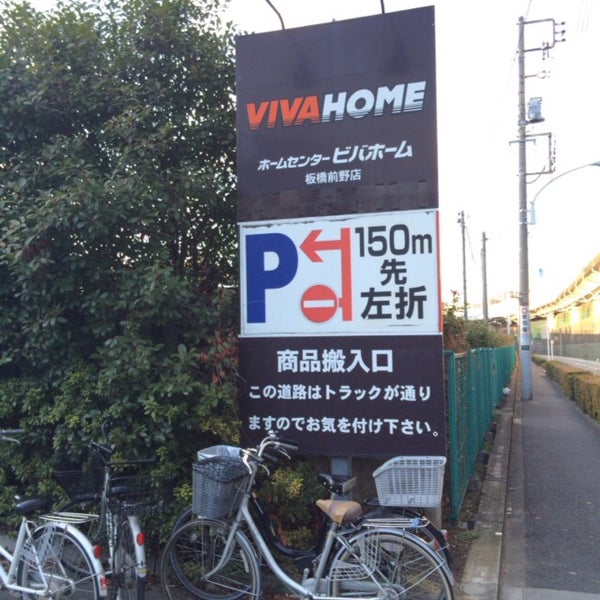 VIVAHOME
ホームセンター ビバホーム
板橋前野店
P
150m
先
左折
商品搬入口
この道路はトラックが通り
ますのでお気を付け下さい。